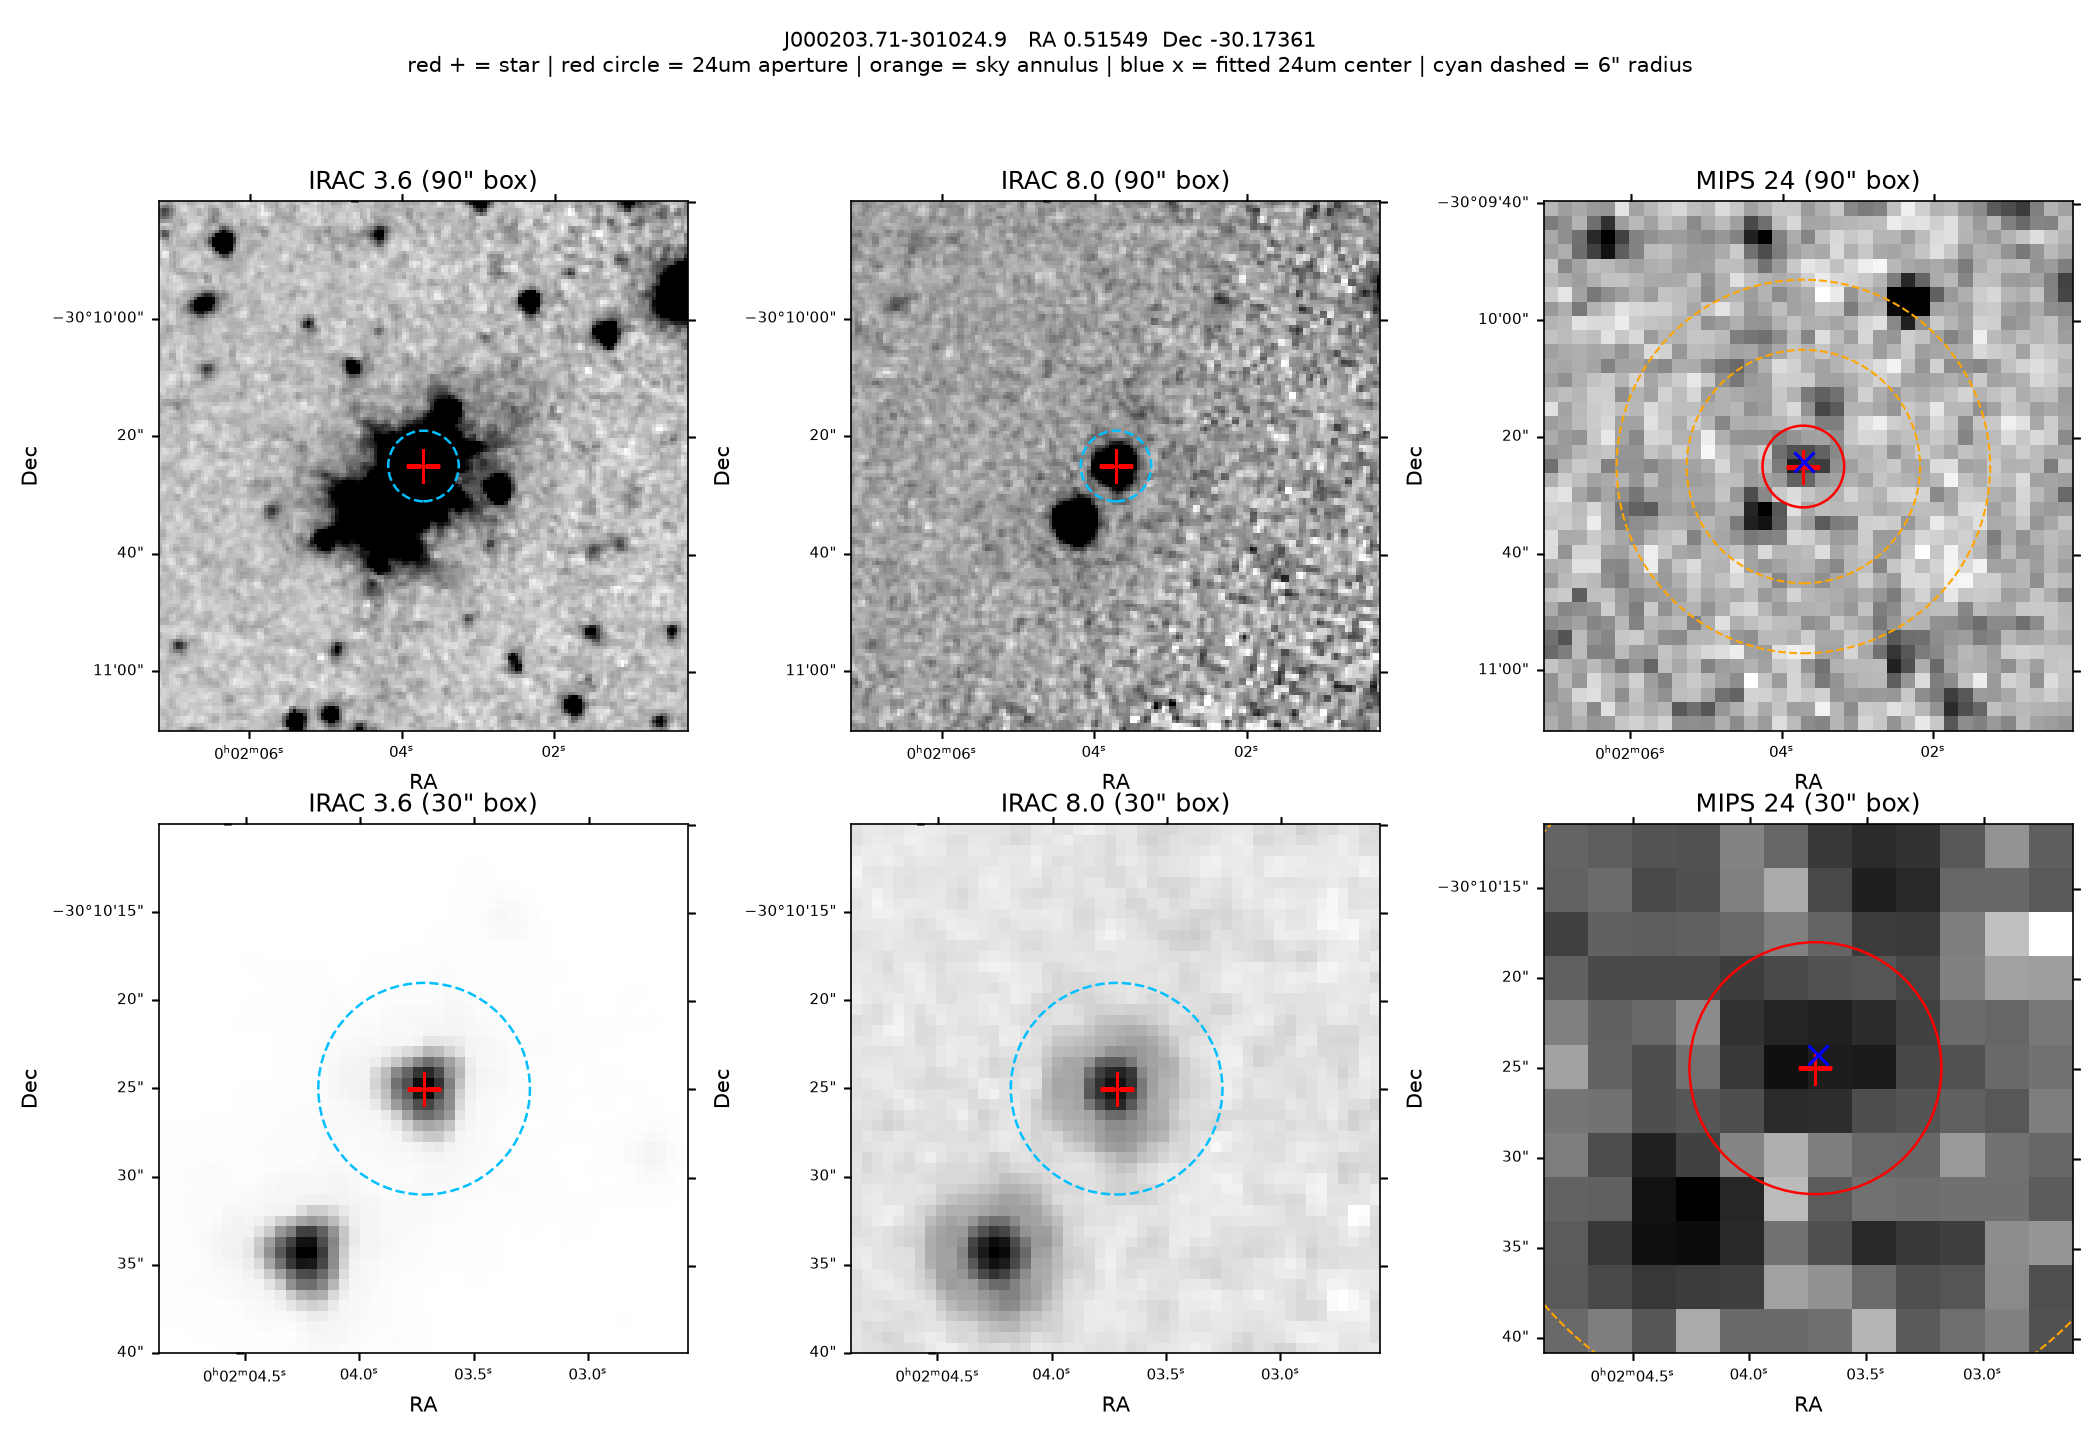 J000203.71-301024.9   RA 0.51549  Dec -30.17361
red + = star | red circle = 24um aperture | orange = sky annulus | blue x = fitted 24um center | cyan dashed = 6" radius
IRAC 3.6 (90" box)
IRAC 8.0 (90" box)
MIPS 24 (90" box)
−30°10'00"
20"
40"
11'00"
Dec
0ʰ02ᵐ06ˢ
04ˢ
02ˢ
RA
−30°10'00"
20"
40"
11'00"
Dec
0ʰ02ᵐ06ˢ
04ˢ
02ˢ
RA
−30°09'40"
10'00"
20"
40"
11'00"
Dec
0ʰ02ᵐ06ˢ
04ˢ
02ˢ
RA
IRAC 3.6 (30" box)
IRAC 8.0 (30" box)
MIPS 24 (30" box)
−30°10'15"
20"
25"
30"
35"
40"
Dec
0ʰ02ᵐ04.5ˢ
04.0ˢ
03.5ˢ
03.0ˢ
RA
−30°10'15"
20"
25"
30"
35"
40"
Dec
0ʰ02ᵐ04.5ˢ
04.0ˢ
03.5ˢ
03.0ˢ
RA
−30°10'15"
20"
25"
30"
35"
40"
Dec
0ʰ02ᵐ04.5ˢ
04.0ˢ
03.5ˢ
03.0ˢ
RA